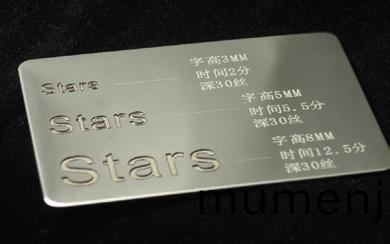 Stars
字高3MM
时间2分
深30丝
Stars
字高5MM
时间5.5分
深30丝
Stars
字高8MM
时间12.5分
深30丝
mumenj